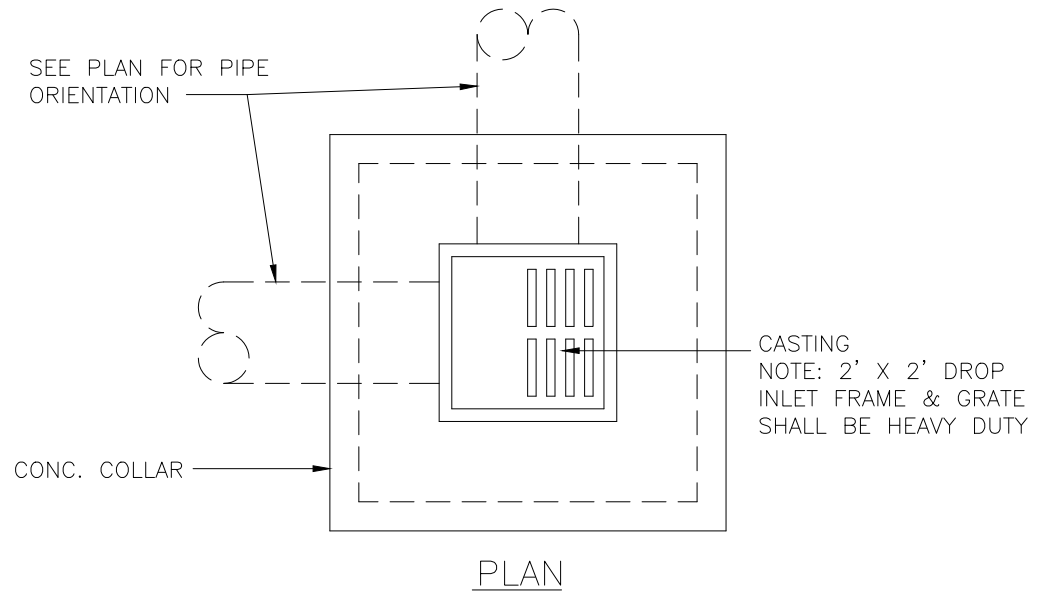 SEE PLAN FOR PIPE
ORIENTATION
CASTING
NOTE: 2' X 2' DROP
INLET FRAME & GRATE
SHALL BE HEAVY DUTY
CONC. COLLAR
PLAN